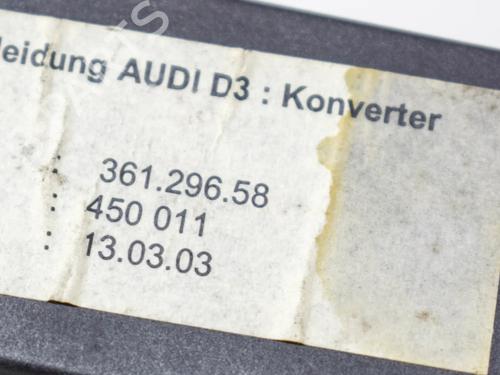 leidung AUDI D3 : Konverter
: 361.296.58
: 450 011
: 13.03.03